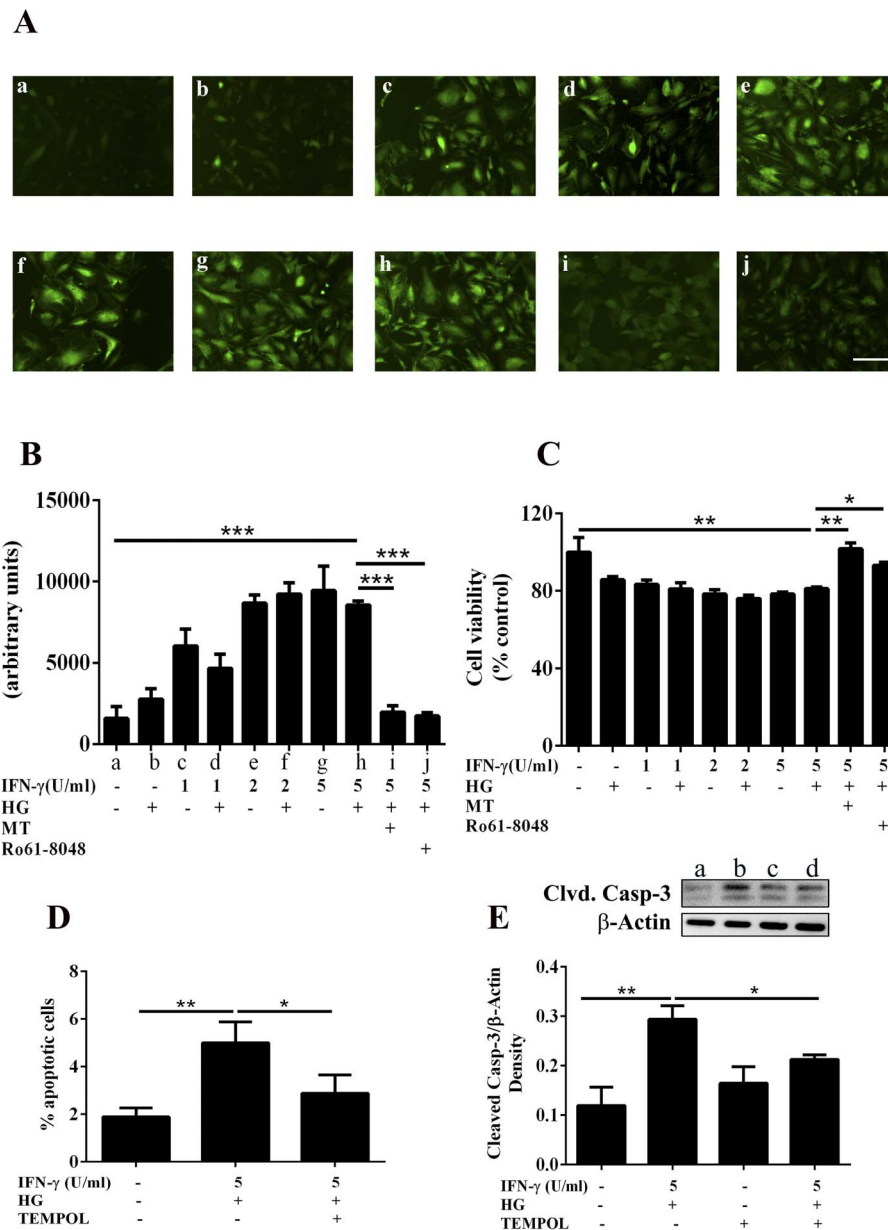 A
a b c d e
f g h i j
B
15000
10000
5000
0
(arbitrary units)
***
***
***
a b c d e f g h i j
IFN-γ(U/ml) - - 1 1 2 2 5 5 5 5
HG - + - + - + - + + +
MT +
Ro61-8048 +
C
120
80
40
0
Cell viability
(% control)
*
** **
IFN-γ(U/ml) - - 1 1 2 2 5 5 5 5
HG - + - + - + - + + +
MT +
Ro61-8048 +
D
8
6
4
2
0
% apoptotic cells
** *
IFN-γ (U/ml) - 5 5
HG - + +
TEMPOL - - +
E
a b c d
Clvd. Casp-3
β-Actin
0.4
0.3
0.2
0.1
0.0
Cleaved Casp-3/β-Actin
Density
** *
IFN-γ (U/ml) - 5 - 5
HG - + - +
TEMPOL - - + +